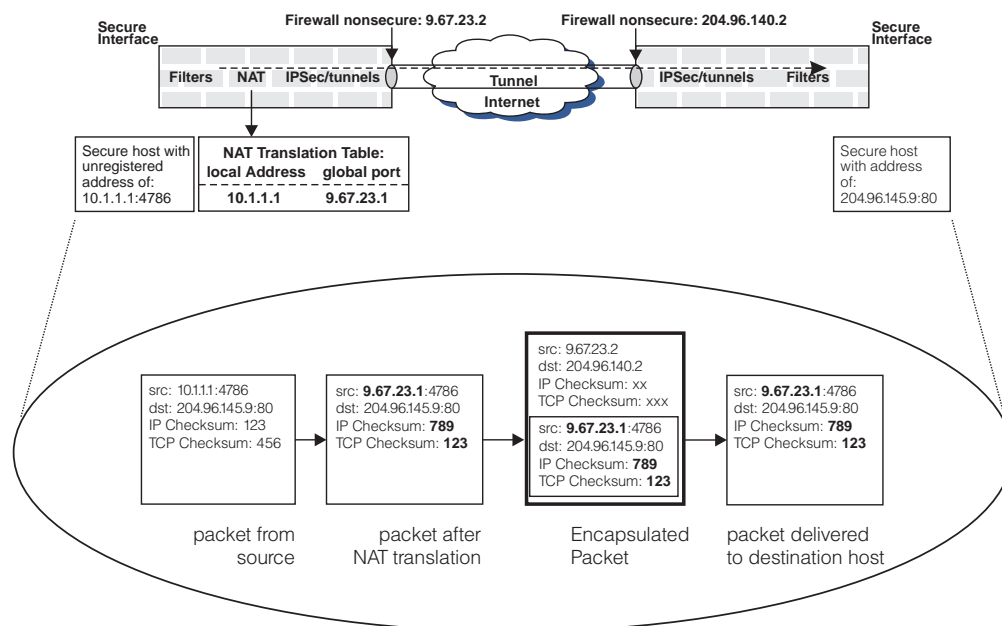 Firewall nonsecure: 9.67.23.2
Firewall nonsecure: 204.96.140.2
Secure
Interface
Secure
Interface
Filters NAT IPSec/tunnels
Tunnel
Internet
IPSec/tunnels Filters
Secure host with
unregistered
address of:
10.1.1.1:4786
NAT Translation Table:
local Address global port
10.1.1.1 9.67.23.1
Secure host
with address
of:
204.96.145.9:80
src: 10.1.1.1:4786
dst: 204.96.145.9:80
IP Checksum: 123
TCP Checksum: 456
packet from
source
src: 9.67.23.1:4786
dst: 204.96.145.9:80
IP Checksum: 789
TCP Checksum: 123
packet after
NAT translation
src: 9.67.23.2
dst: 204.96.140.2
IP Checksum: xx
TCP Checksum: xxx
src: 9.67.23.1:4786
dst: 204.96.145.9:80
IP Checksum: 789
TCP Checksum: 123
Encapsulated
Packet
src: 9.67.23.1:4786
dst: 204.96.145.9:80
IP Checksum: 789
TCP Checksum: 123
packet delivered
to destination host